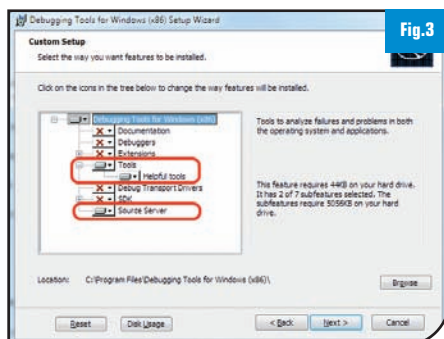 Debugging Tools for Windows (x86) Setup Wizard
Fig.3
Custom Setup
Select the way you want features to be installed.
Click on the icons in the tree below to change the way features will be installed.
Debugging Tools for Windows (x86)
Documentation
Debuggers
Extensions
Tools
Helpful tools
Debug Transport Drivers
SDK
Source Server
Tools to analyze failures and problems in both
the operating system and applications.
This feature requires 44KB on your hard drive.
It has 2 of 7 subfeatures selected. The
subfeatures require 5056KB on your hard
drive.
Location: C:\Program Files\Debugging Tools for Windows (x86)\
Browse
Reset Disk Usage < Back Next > Cancel